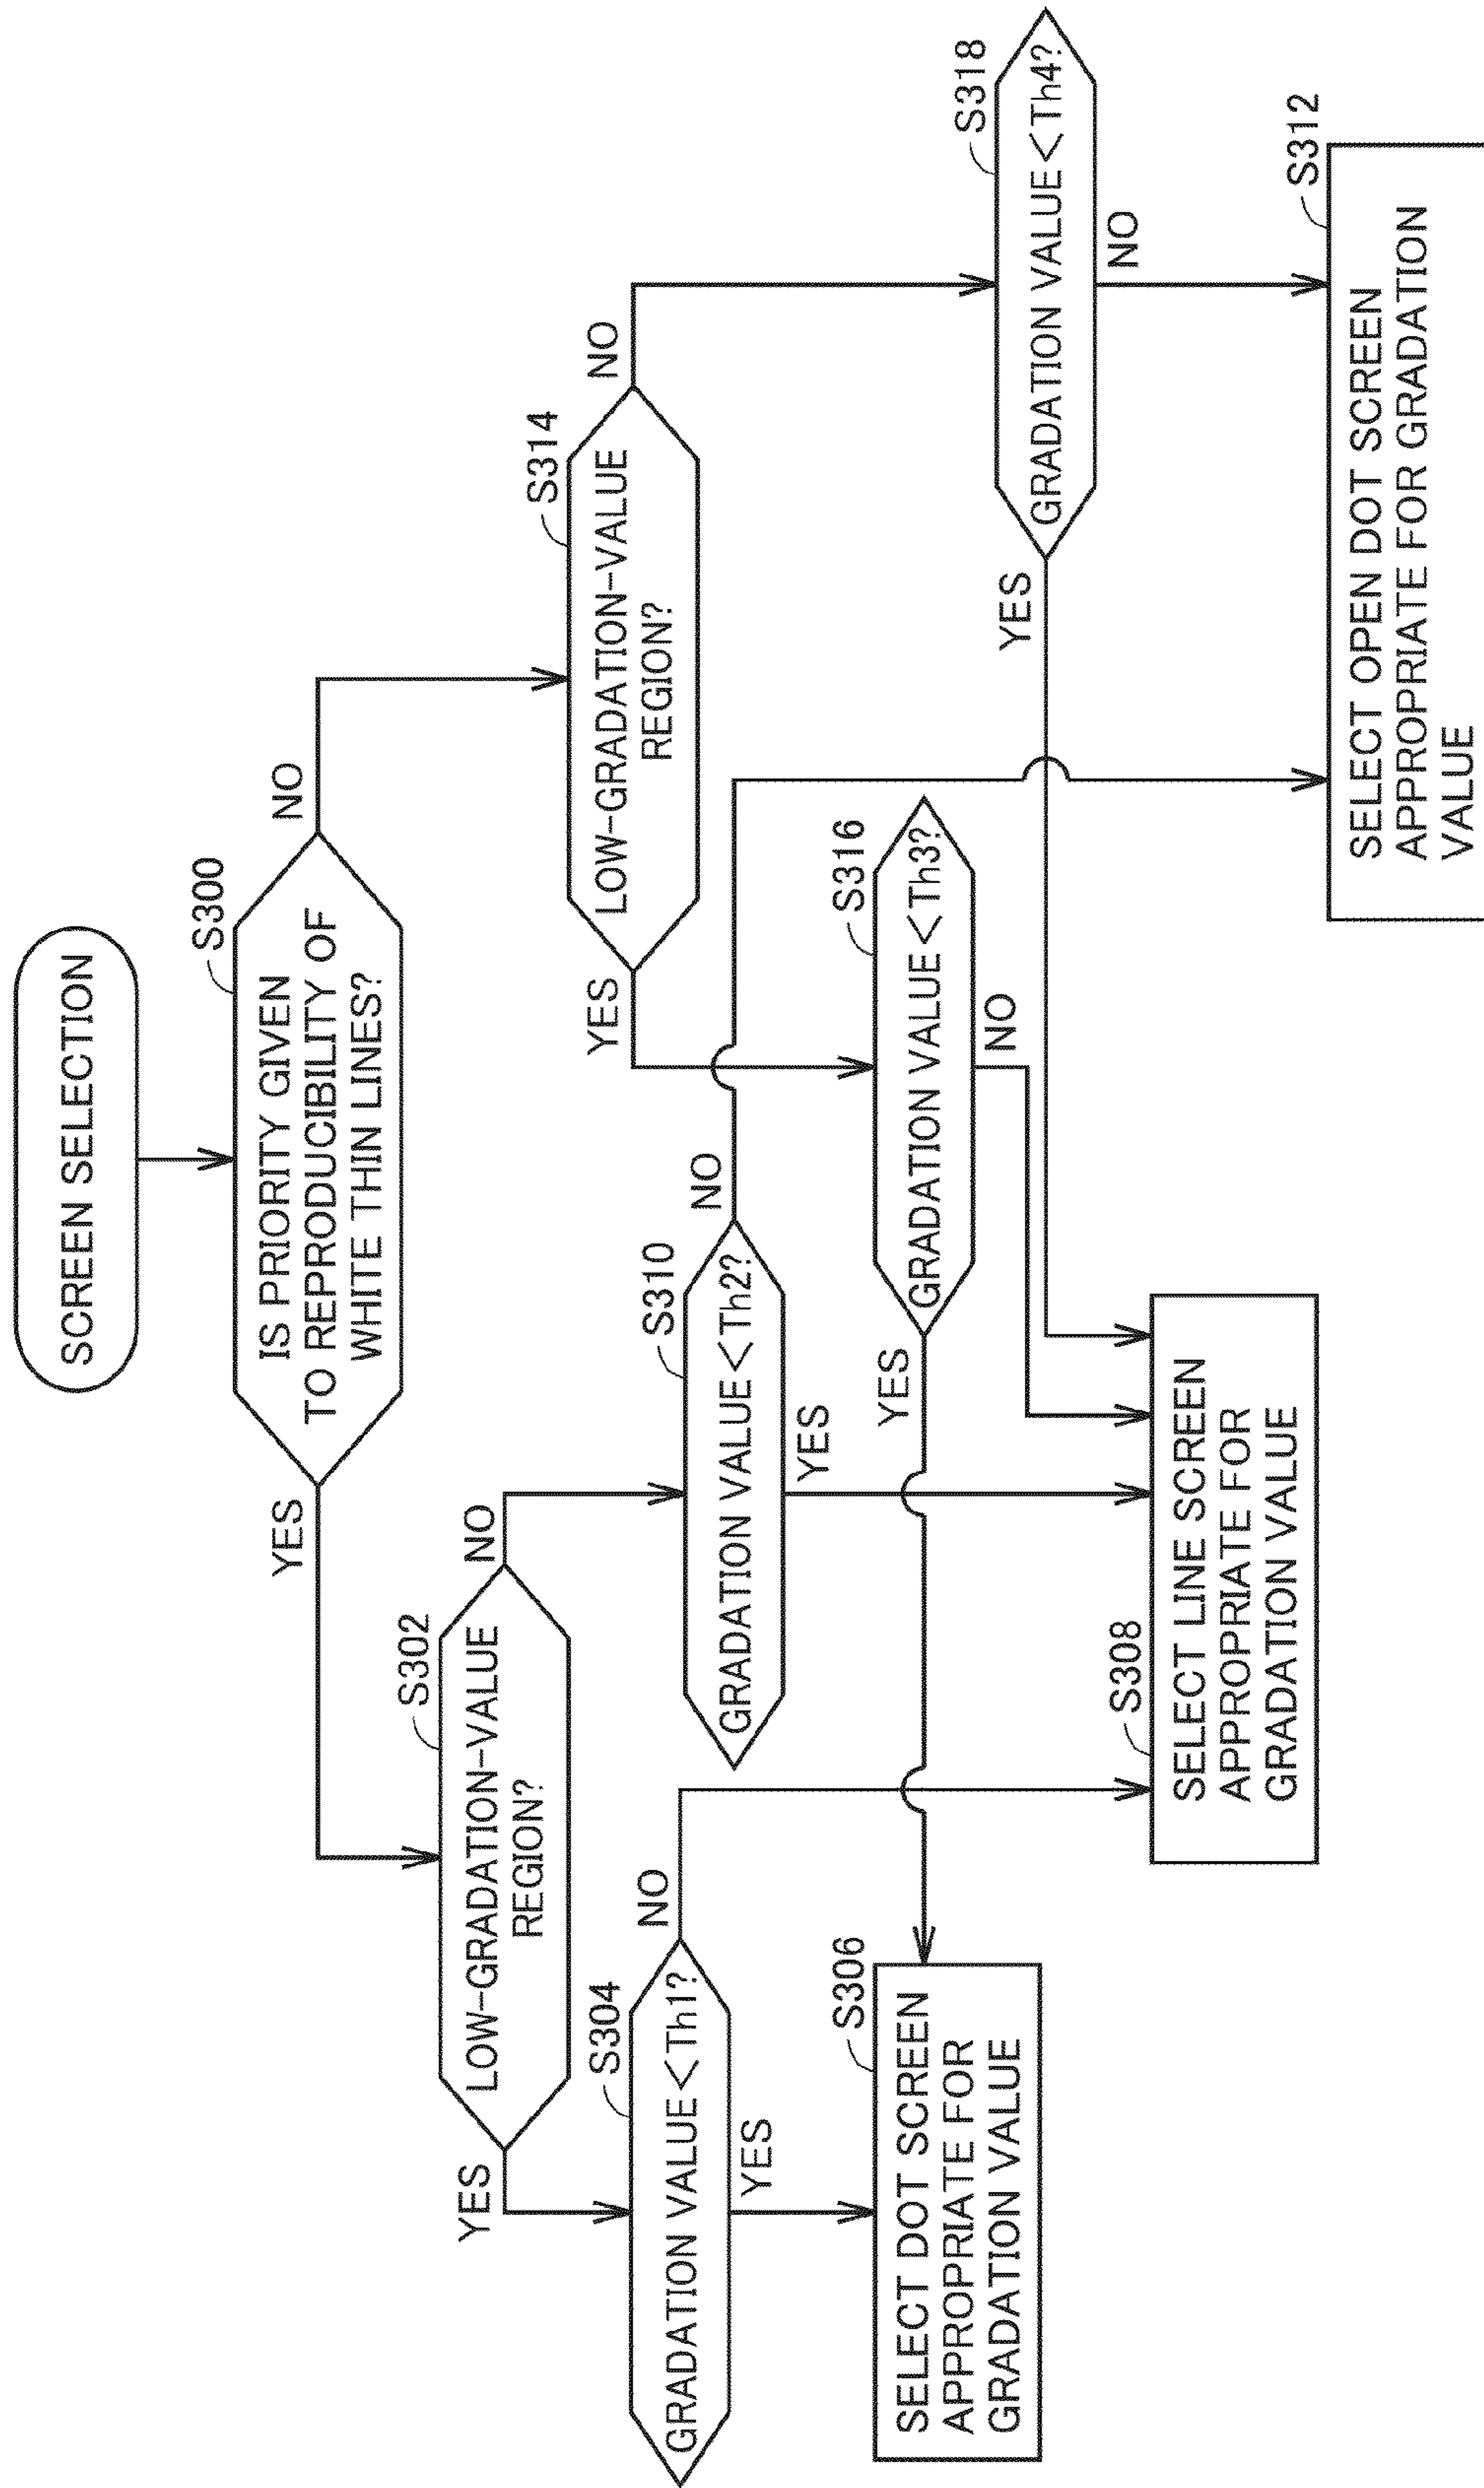 SCREEN SELECTION
S300
IS PRIORITY GIVEN
TO REPRODUCIBILITY OF
WHITE THIN LINES?
YES
NO
S302
LOW-GRADATION-VALUE
REGION?
YES
NO
S314
LOW-GRADATION-VALUE
REGION?
YES
NO
S304
GRADATION VALUE<Th1?
NO
YES
S310
GRADATION VALUE<Th2?
NO
YES
S316
GRADATION VALUE<Th3?
YES
NO
S318
GRADATION VALUE<Th4?
YES
NO
S306
SELECT DOT SCREEN
APPROPRIATE FOR
GRADATION VALUE
S308
SELECT LINE SCREEN
APPROPRIATE FOR
GRADATION VALUE
S312
SELECT OPEN DOT SCREEN
APPROPRIATE FOR GRADATION
VALUE